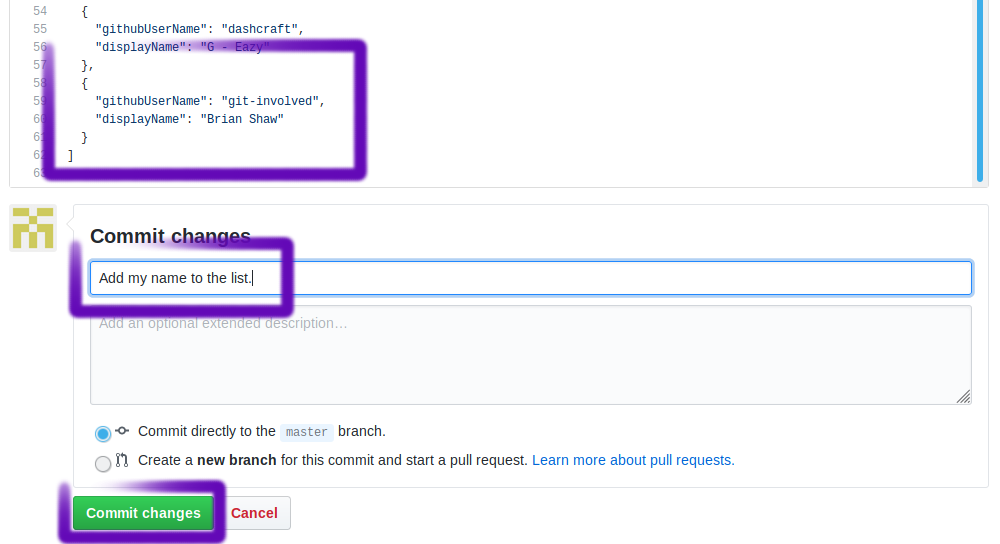 54 {
55 "githubUserName": "dashcraft",
56 "displayName": "G - Eazy"
57 },
58 {
59 "githubUserName": "git-involved",
60 "displayName": "Brian Shaw"
61 }
62 ]
63
Commit changes
Add my name to the list.
Add an optional extended description…
Commit directly to the master branch.
Create a new branch for this commit and start a pull request. Learn more about pull requests.
Commit changes Cancel